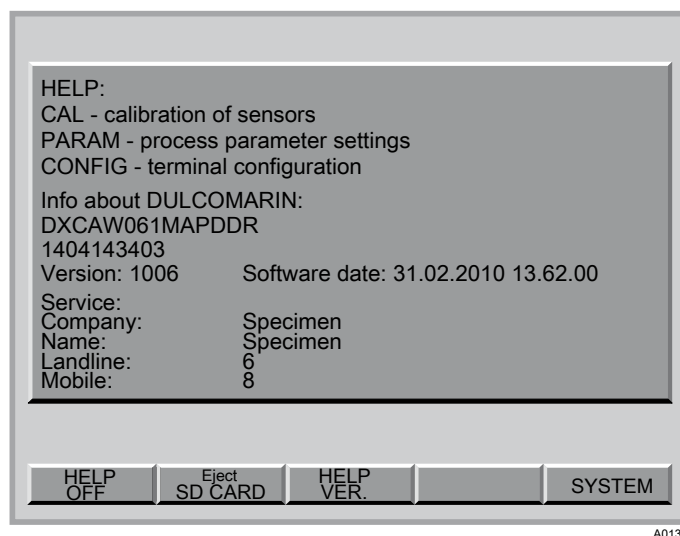 HELP:
CAL - calibration of sensors
PARAM - process parameter settings
CONFIG - terminal configuration
Info about DULCOMARIN:
DXCAW061MAPDDR
1404143403
Version: 1006 Software date: 31.02.2010 13.62.00
Service:
Company: Specimen
Name: Specimen
Landline: 6
Mobile: 8
HELP OFF
Eject SD CARD
HELP VER.
SYSTEM
A013